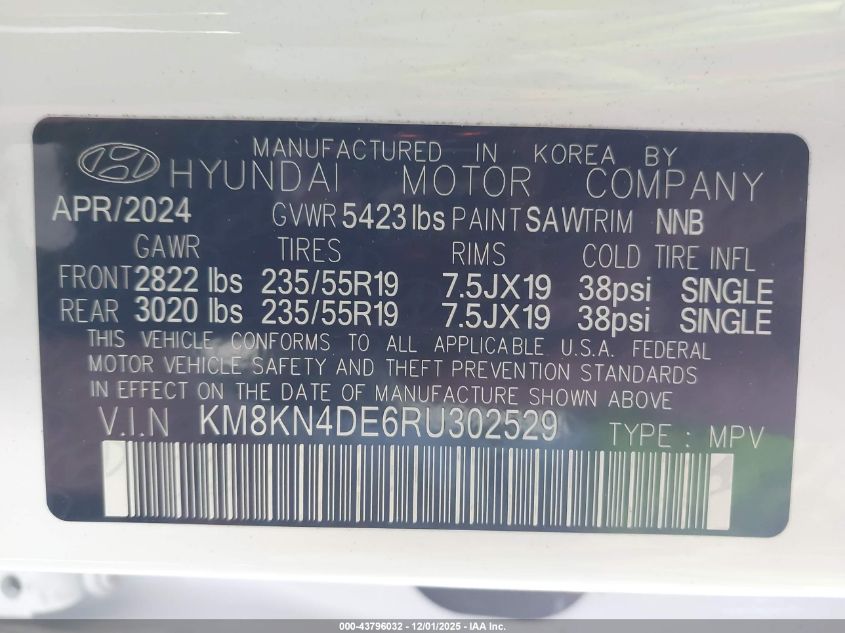 MANUFACTURED IN KOREA BY
HYUNDAI MOTOR COMPANY
APR/2024 GVWR 5423 lbs PAINT SAW TRIM NNB
GAWR TIRES RIMS COLD TIRE INFL
FRONT 2822 lbs 235/55R19 7.5JX19 38psi SINGLE
REAR 3020 lbs 235/55R19 7.5JX19 38psi SINGLE
THIS VEHICLE CONFORMS TO ALL APPLICABLE U.S.A. FEDERAL
MOTOR VEHICLE SAFETY AND THEFT PREVENTION STANDARDS
IN EFFECT ON THE DATE OF MANUFACTURE SHOWN ABOVE
V.I.N KM8KN4DE6RU302529 TYPE : MPV
000-43796032 - 12/01/2025 - IAA Inc.